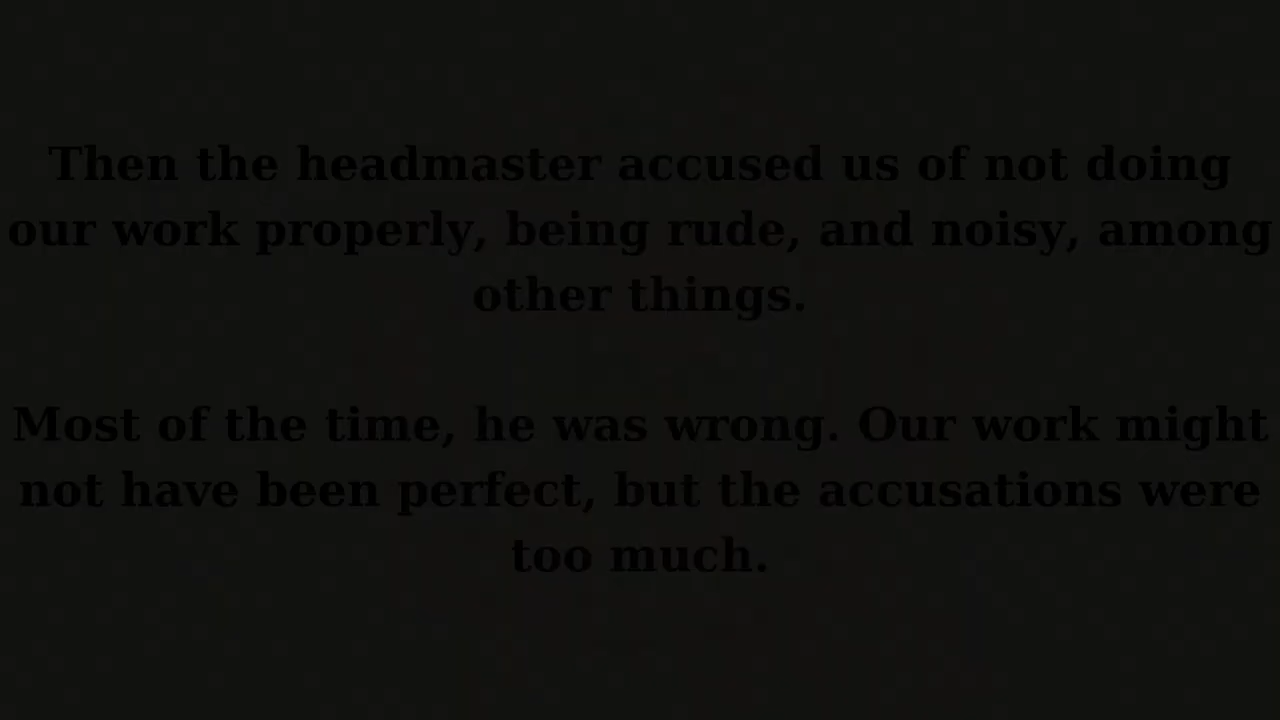 Then the headmaster accused us of not doing
our work properly, being rude, and noisy, among
other things.
Most of the time, he was wrong. Our work might
not have been perfect, but the accusations were
too much.